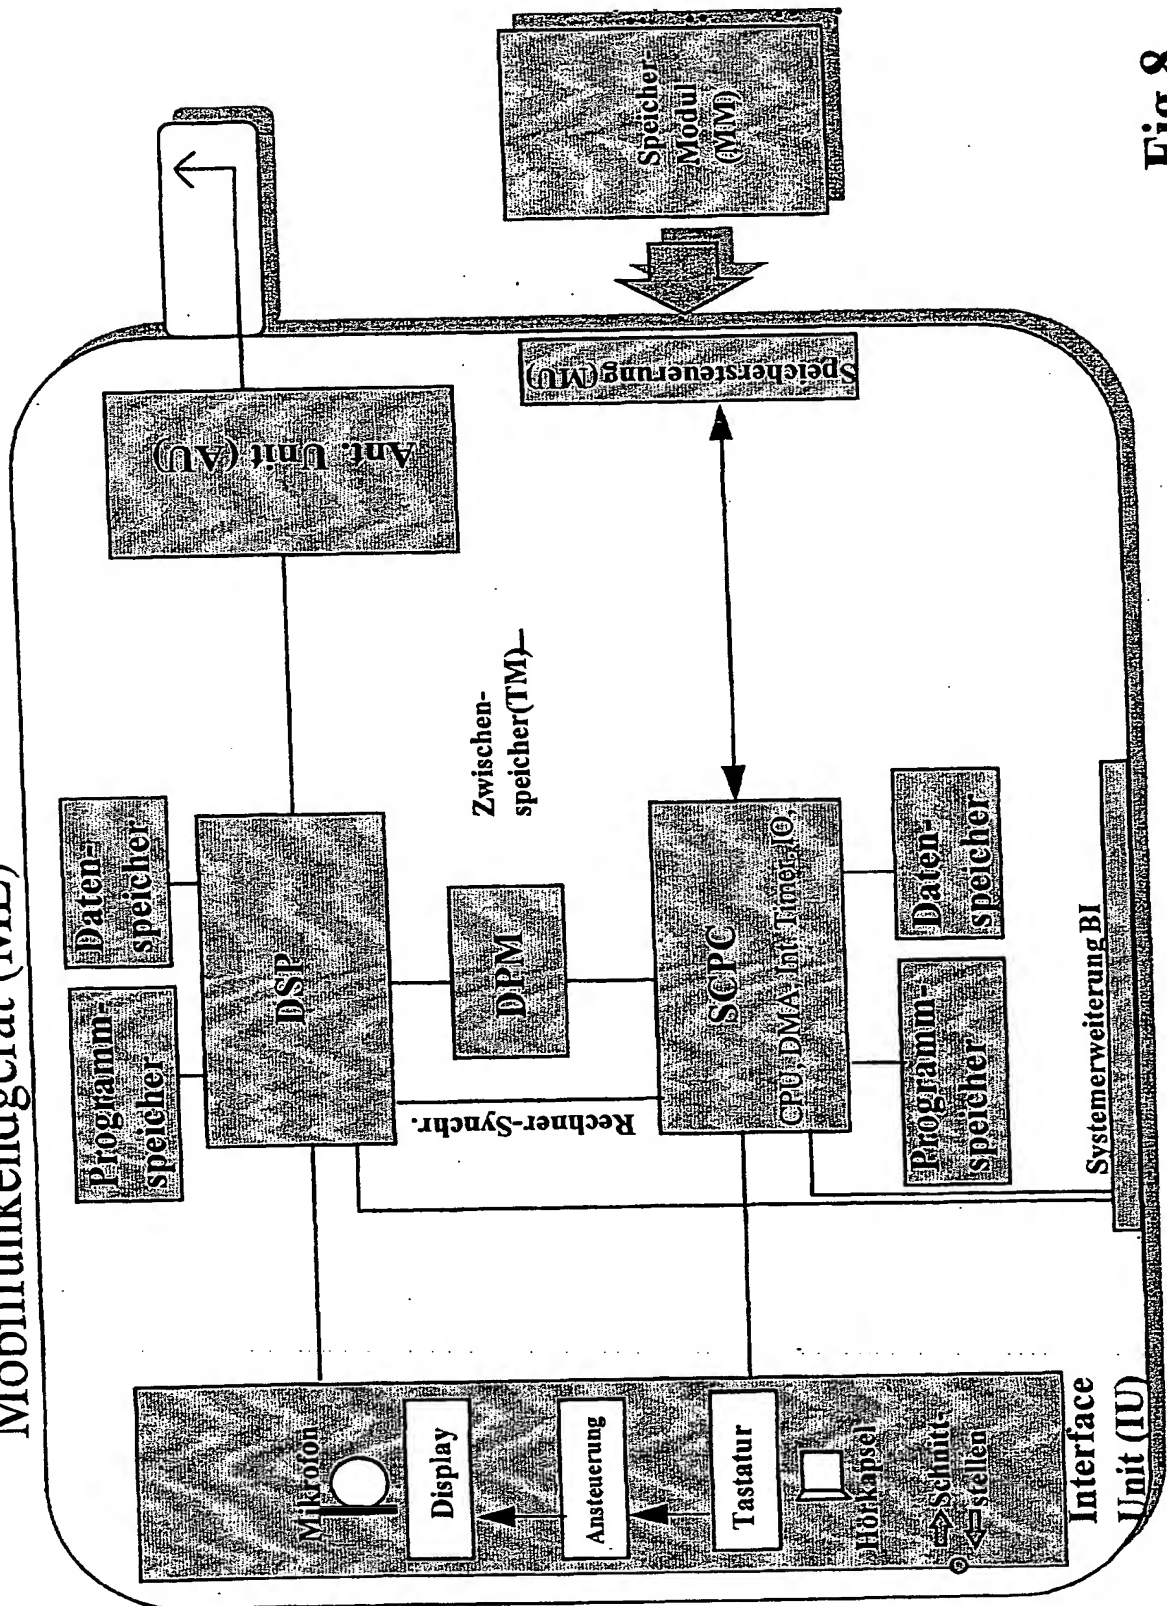 Mobilfunkendgerät (ME)
Mikrofon
Display
Ansteuerung
Tastatur
Hörkapsel
Schnitt-
stellen
Interface
Unit (IU)
Programm-
speicher
Daten-
speicher
DSP
Rechner-Synchr.
DPM
Zwischen-
speicher(TM)
SCPC
CPU, DMA, Int Timer, IO,
Programm-
speicher
Daten-
speicher
Systemerweiterung BI
Ant. Unit (AU)
Speichersteuerung(MU)
Speicher-
Modul
(MM)
Fig 8